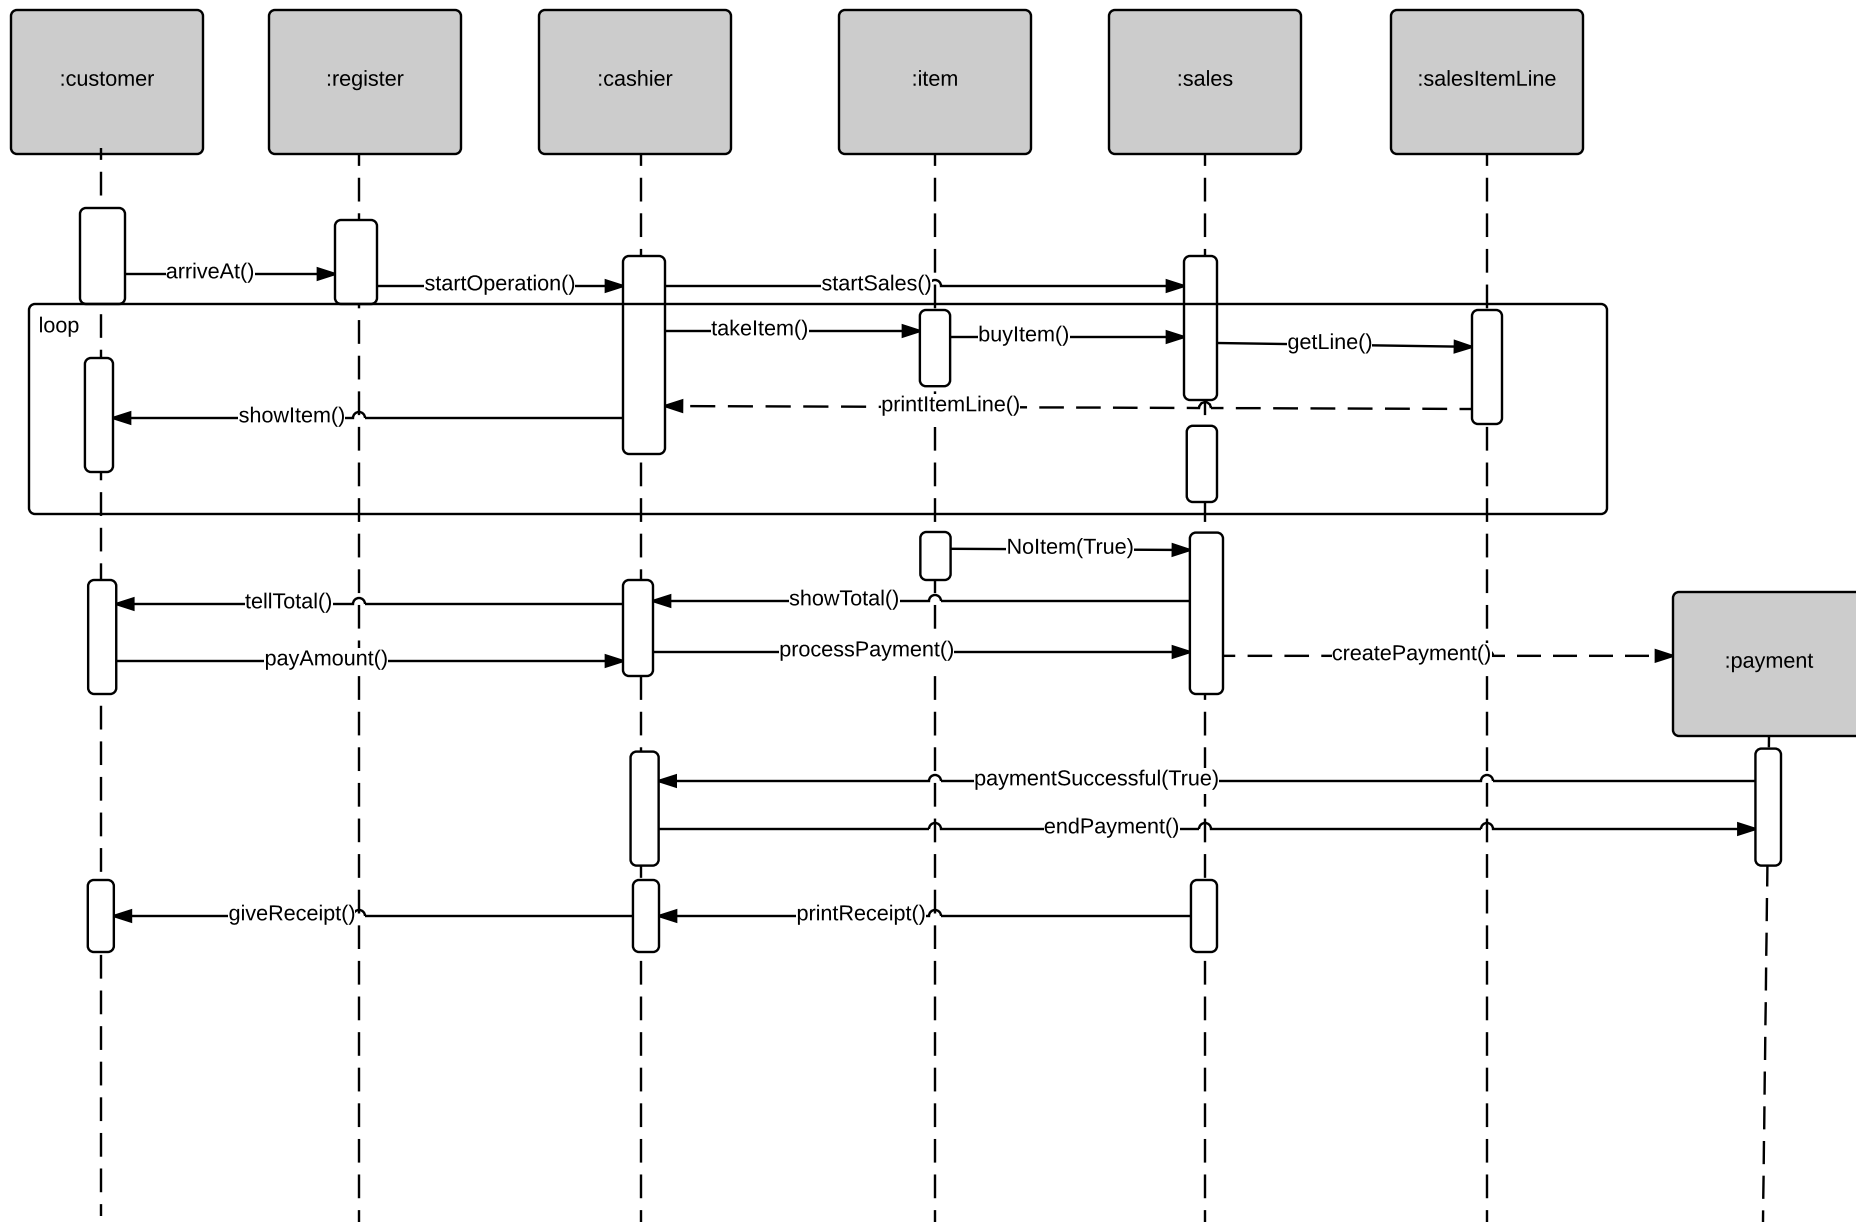 :customer
:register
:cashier
:item
:sales
:salesItemLine
arriveAt()
startOperation()
startSales()
loop
takeItem()
buyItem()
getLine()
printItemLine()
showItem()
NoItem(True)
showTotal()
tellTotal()
processPayment()
createPayment()
payAmount()
:payment
paymentSuccessful(True)
endPayment()
printReceipt()
giveReceipt()